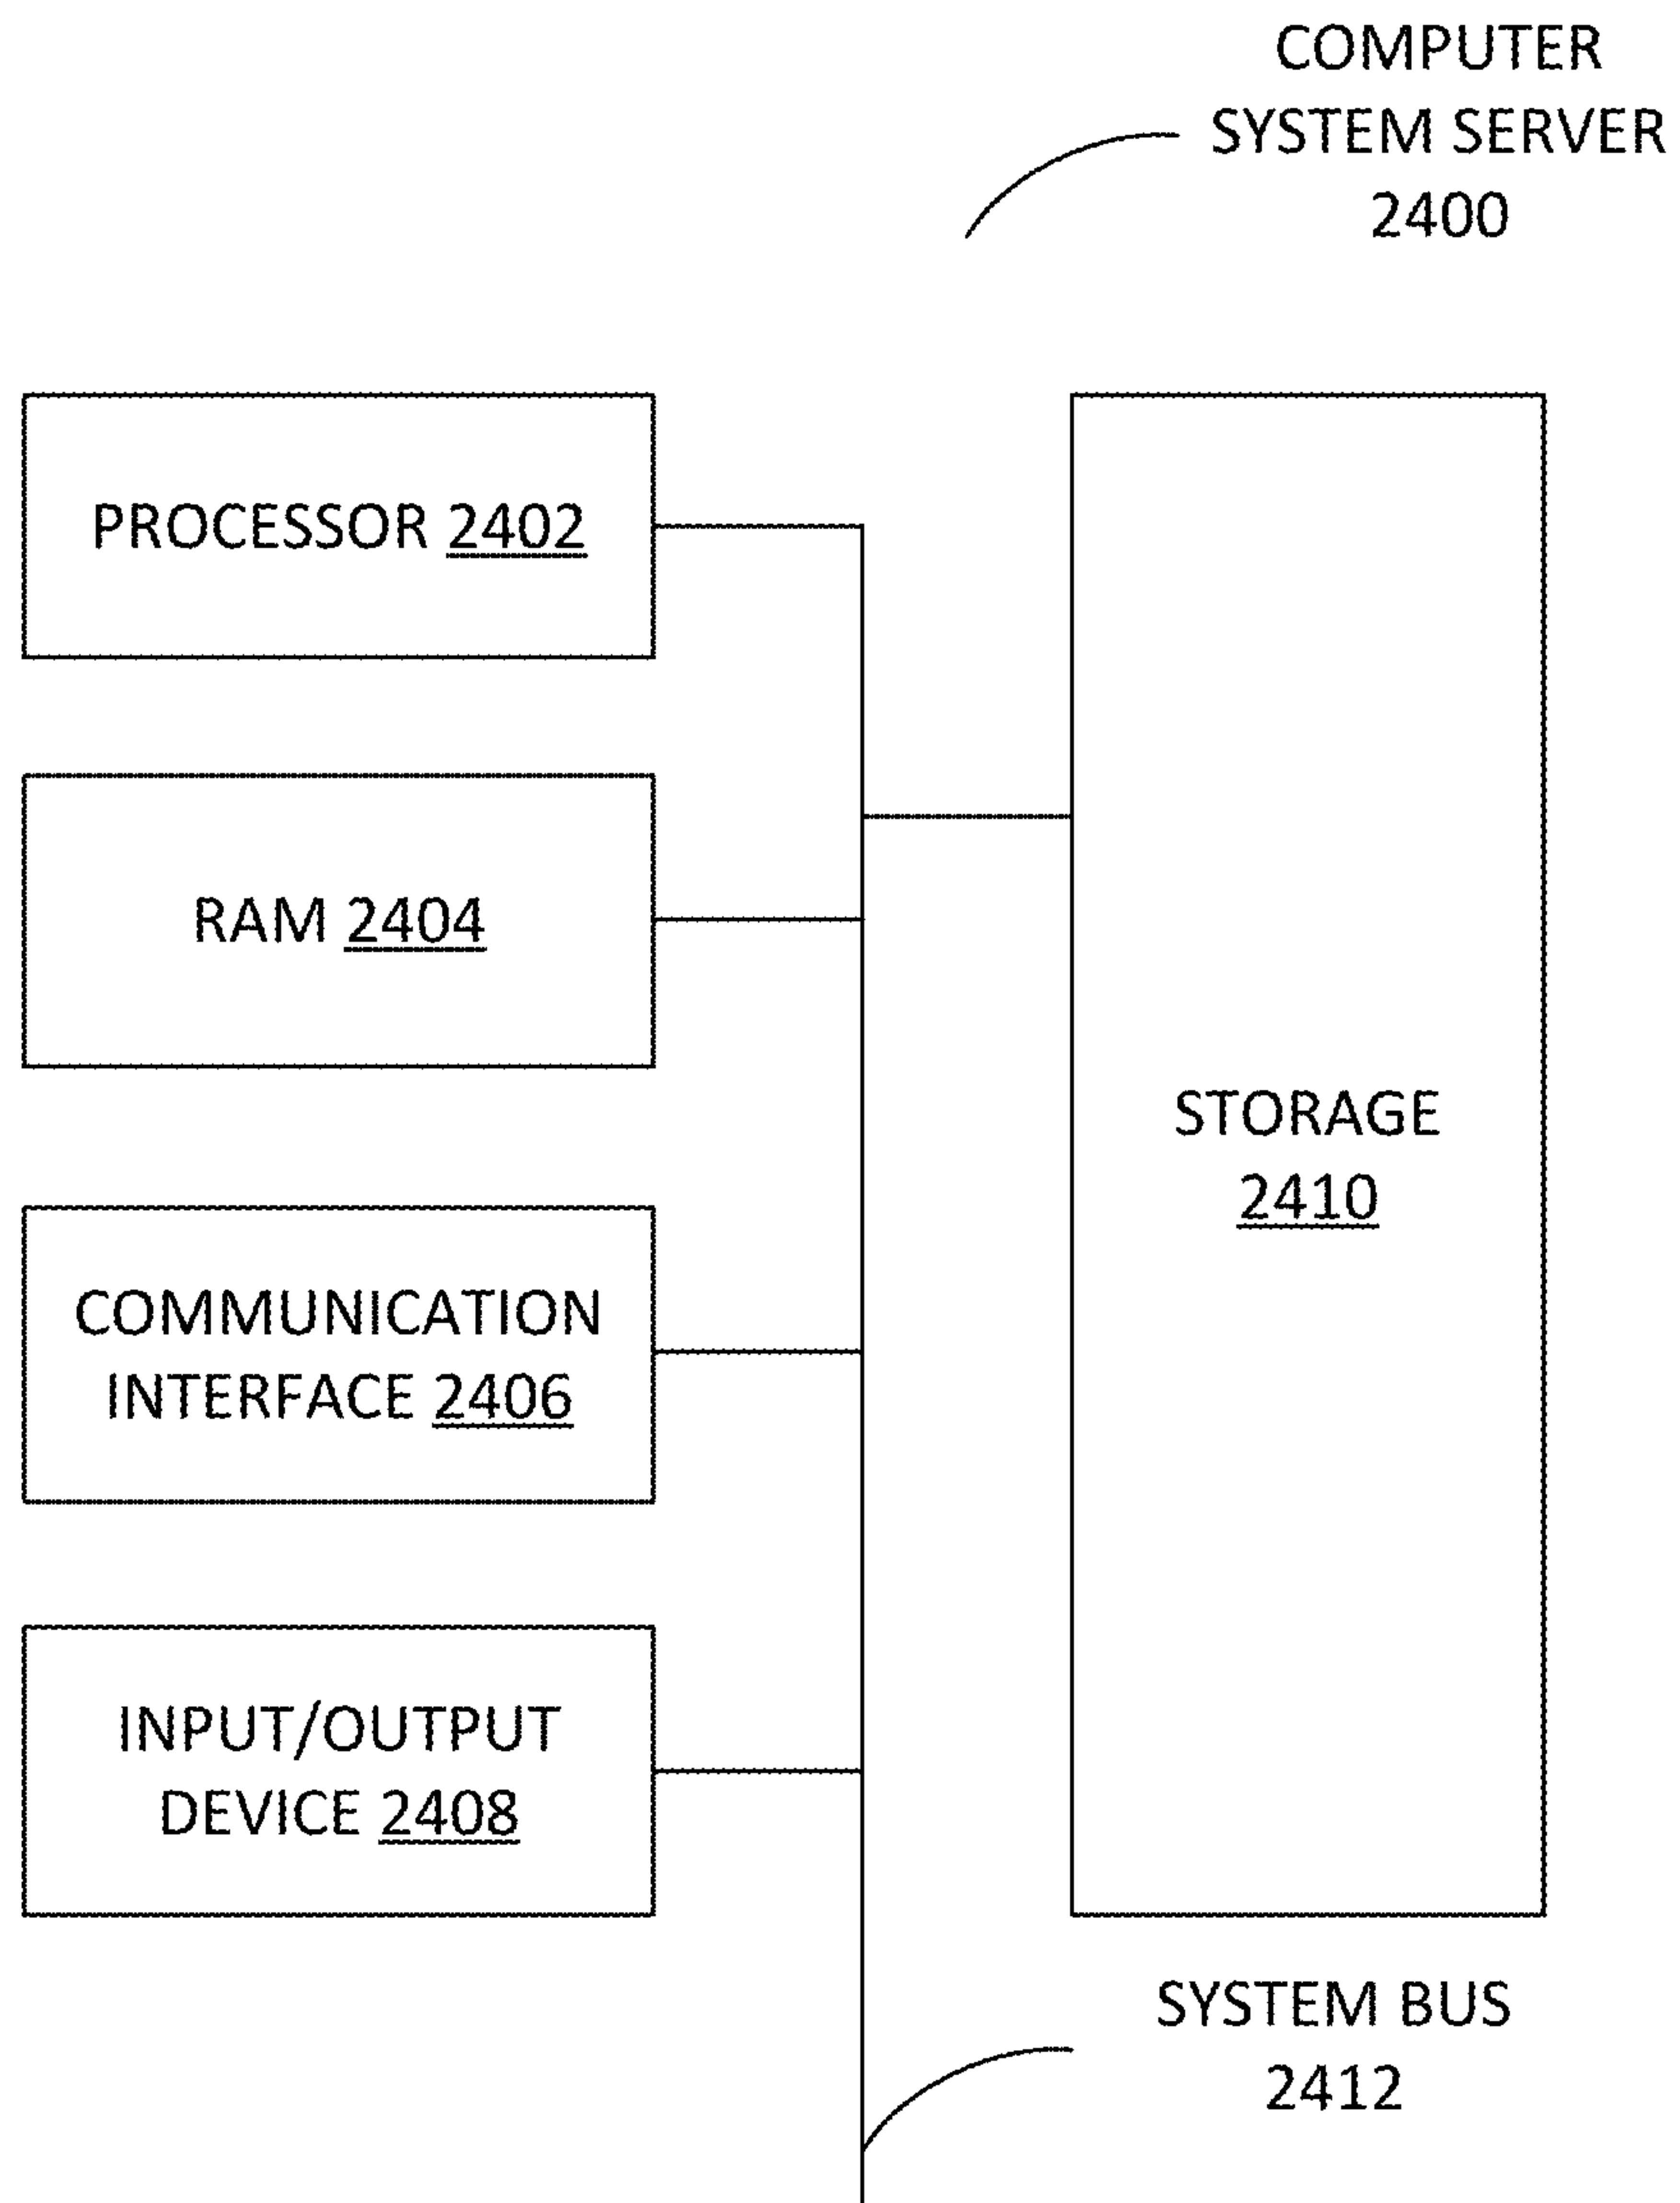 COMPUTER
SYSTEM SERVER
2400
PROCESSOR 2402
RAM 2404
STORAGE
2410
COMMUNICATION
INTERFACE 2406
INPUT/OUTPUT
DEVICE 2408
SYSTEM BUS
2412